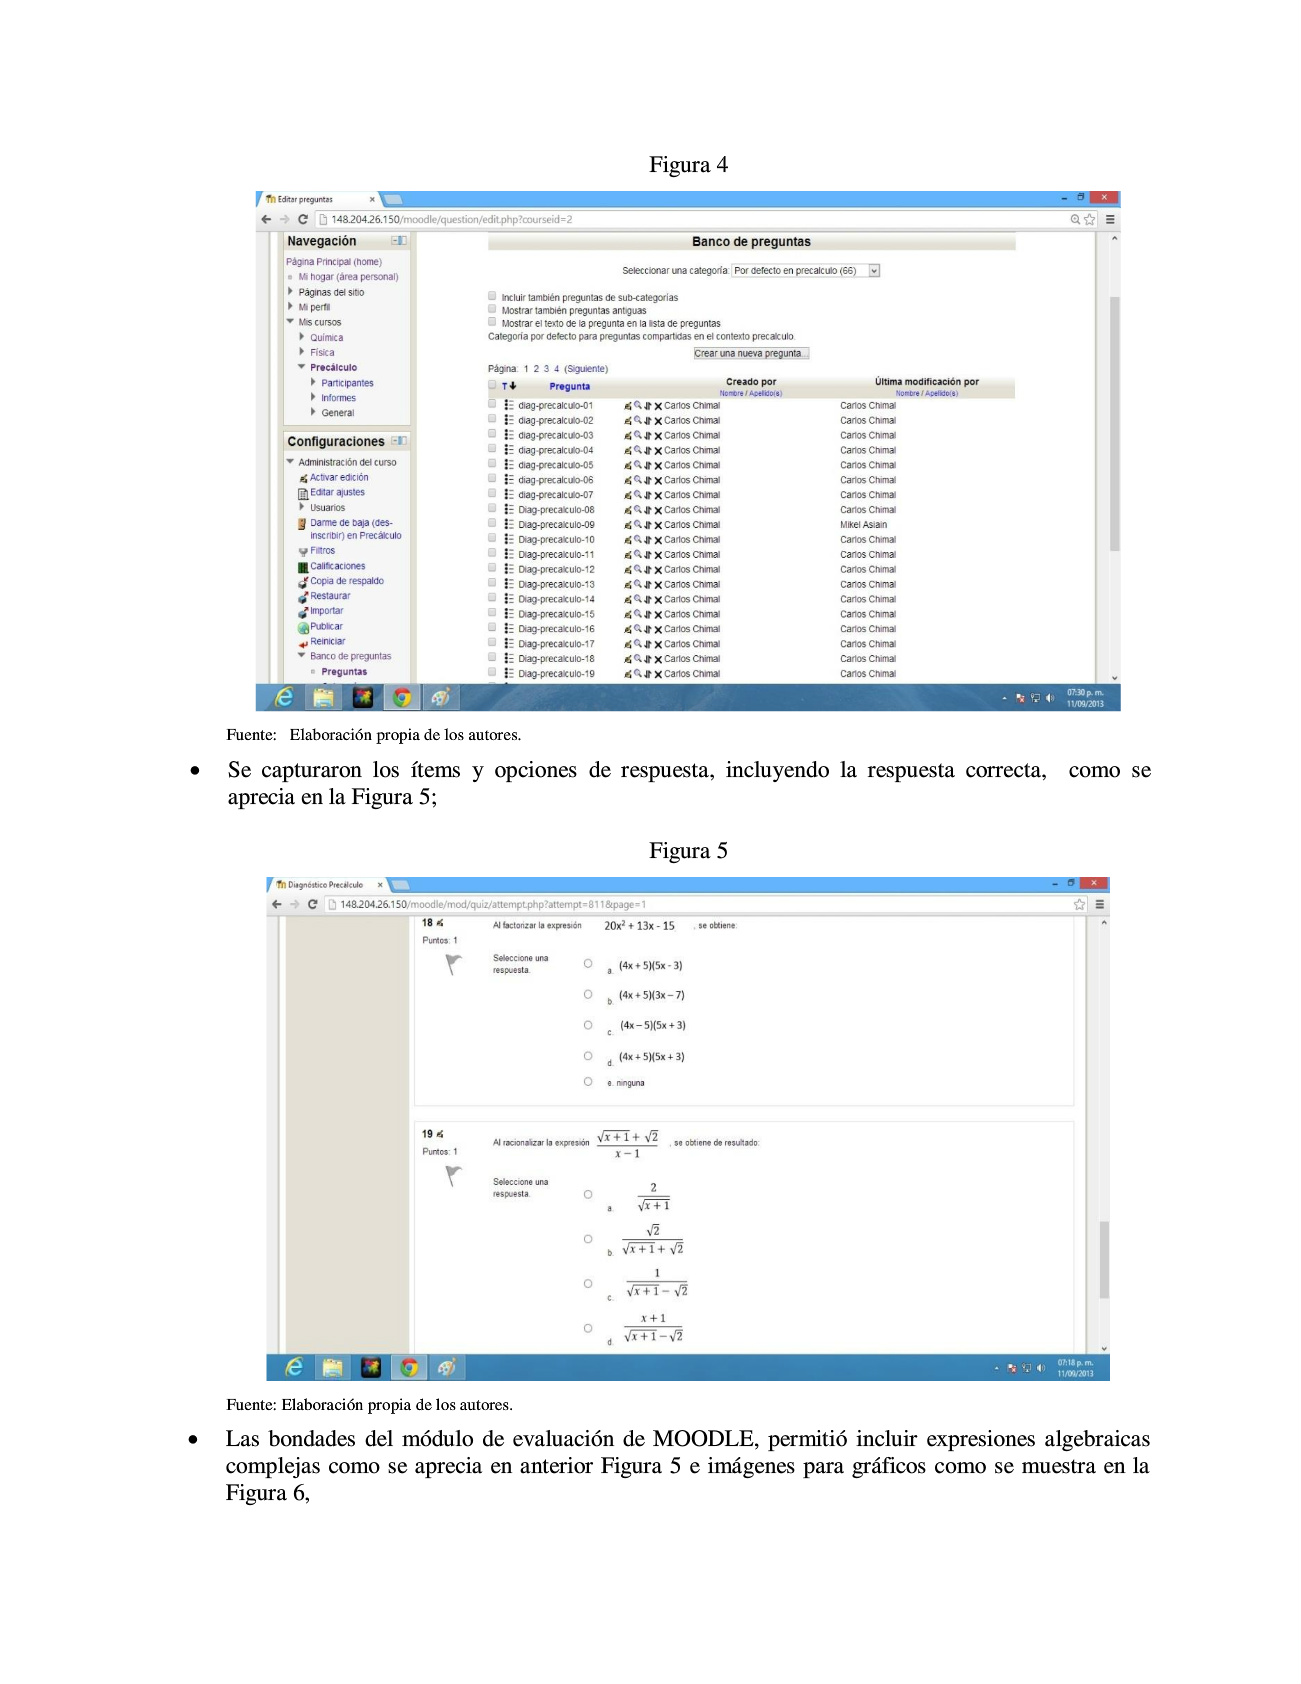 Figura 4
Editar preguntas
148.204.26.150/moodle/question/edit.php?courseid=2
Navegación
Página Principal (home)
Mi hogar (área personal)
Páginas del sitio
Mi perfil
Mis cursos
Química
Física
Precálculo
Participantes
Informes
General
Configuraciones
Administración del curso
Activar edición
Editar ajustes
Usuarios
Darme de baja (des-
inscribir) en Precálculo
Filtros
Calificaciones
Copia de respaldo
Restaurar
Importar
Publicar
Reiniciar
Banco de preguntas
Preguntas
Banco de preguntas
Seleccionar una categoría: Por defecto en precalculo (66)
Incluir también preguntas de sub-categorías
Mostrar también preguntas antiguas
Mostrar el texto de la pregunta en la lista de preguntas
Categoría por defecto para preguntas compartidas en el contexto precalculo.
Crear una nueva pregunta...
Página: 1 2 3 4 (Siguiente)
T Pregunta Creado por Última modificación por
Nombre / Apellido(s) Nombre / Apellido(s)
diag-precalculo-01 Carlos Chimal Carlos Chimal
diag-precalculo-02 Carlos Chimal Carlos Chimal
diag-precalculo-03 Carlos Chimal Carlos Chimal
diag-precalculo-04 Carlos Chimal Carlos Chimal
diag-precalculo-05 Carlos Chimal Carlos Chimal
diag-precalculo-06 Carlos Chimal Carlos Chimal
diag-precalculo-07 Carlos Chimal Carlos Chimal
Diag-precalculo-08 Carlos Chimal Carlos Chimal
Diag-precalculo-09 Carlos Chimal Mikel Asiain
Diag-precalculo-10 Carlos Chimal Carlos Chimal
Diag-precalculo-11 Carlos Chimal Carlos Chimal
Diag-precalculo-12 Carlos Chimal Carlos Chimal
Diag-precalculo-13 Carlos Chimal Carlos Chimal
Diag-precalculo-14 Carlos Chimal Carlos Chimal
Diag-precalculo-15 Carlos Chimal Carlos Chimal
Diag-precalculo-16 Carlos Chimal Carlos Chimal
Diag-precalculo-17 Carlos Chimal Carlos Chimal
Diag-precalculo-18 Carlos Chimal Carlos Chimal
Diag-precalculo-19 Carlos Chimal Carlos Chimal
07:30 p. m.
11/09/2013
Fuente: Elaboración propia de los autores.
• Se capturaron los ítems y opciones de respuesta, incluyendo la respuesta correcta, como se
aprecia en la Figura 5;
Figura 5
Diagnóstico Precálculo
148.204.26.150/moodle/mod/quiz/attempt.php?attempt=811&page=1
18 Al factorizar la expresión 20x² + 13x - 15 , se obtiene:
Puntos: 1
Seleccione una
respuesta.
a. (4x + 5)(5x - 3)
b. (4x + 5)(3x – 7)
c. (4x – 5)(5x + 3)
d. (4x + 5)(5x + 3)
e. ninguna
19 Al racionalizar la expresión (√(x + 1) + √2)/(x − 1) , se obtiene de resultado:
Puntos: 1
Seleccione una
respuesta.
a. 2/√(x + 1)
b. √2/(√(x + 1) + √2)
c. 1/(√(x + 1) − √2)
d. (x + 1)/(√(x + 1) − √2)
07:18 p. m.
11/09/2013
Fuente: Elaboración propia de los autores.
• Las bondades del módulo de evaluación de MOODLE, permitió incluir expresiones algebraicas
complejas como se aprecia en anterior Figura 5 e imágenes para gráficos como se muestra en la
Figura 6,